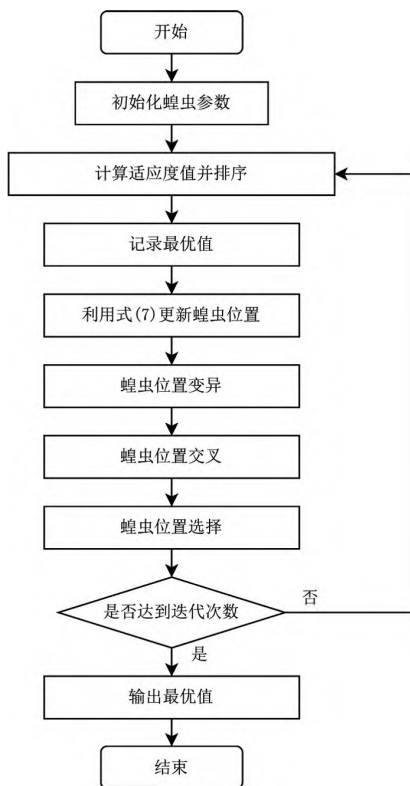 开始
初始化蝗虫参数
计算适应度值并排序
记录最优值
利用式(7)更新蝗虫位置
蝗虫位置变异
蝗虫位置交叉
蝗虫位置选择
是否达到迭代次数
否
是
输出最优值
结束